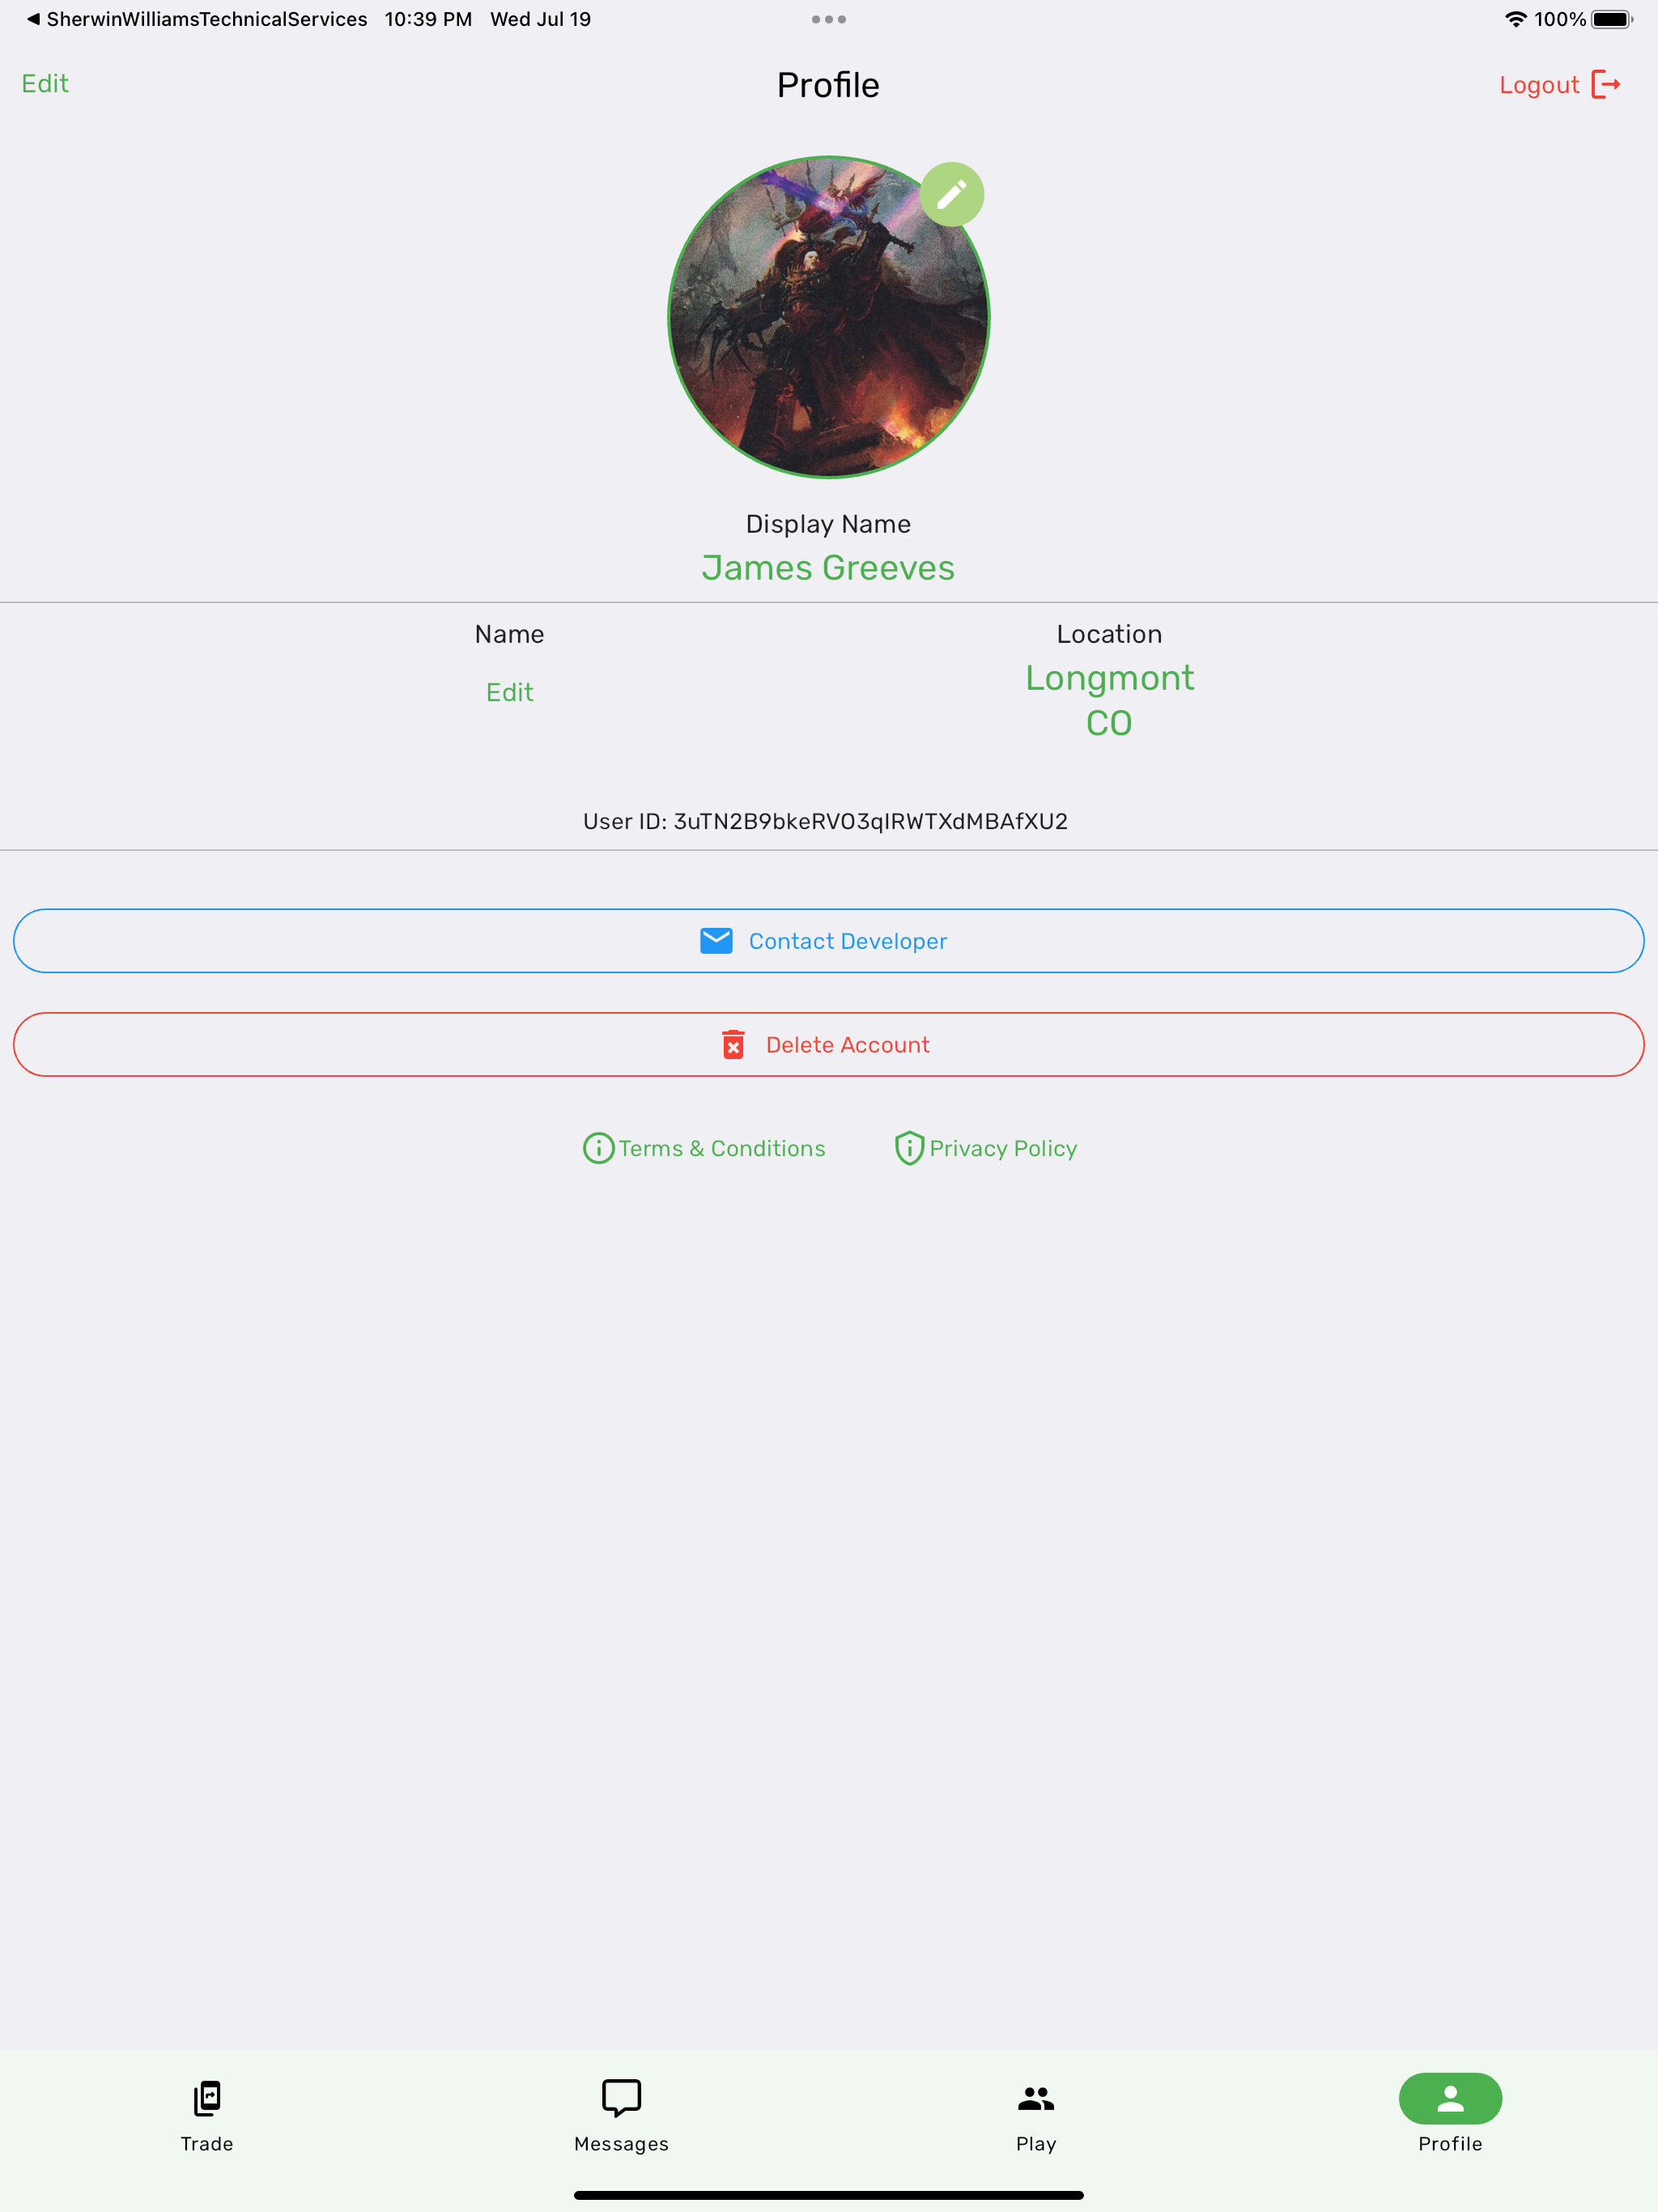 ◀ SherwinWilliamsTechnicalServices 10:39 PM Wed Jul 19 100%
Edit Profile Logout
Display Name
James Greeves
Name Location
Edit Longmont
CO
User ID: 3uTN2B9bkeRVO3qIRWTXdMBAfXU2
Contact Developer
Delete Account
Terms & Conditions Privacy Policy
Trade Messages Play Profile